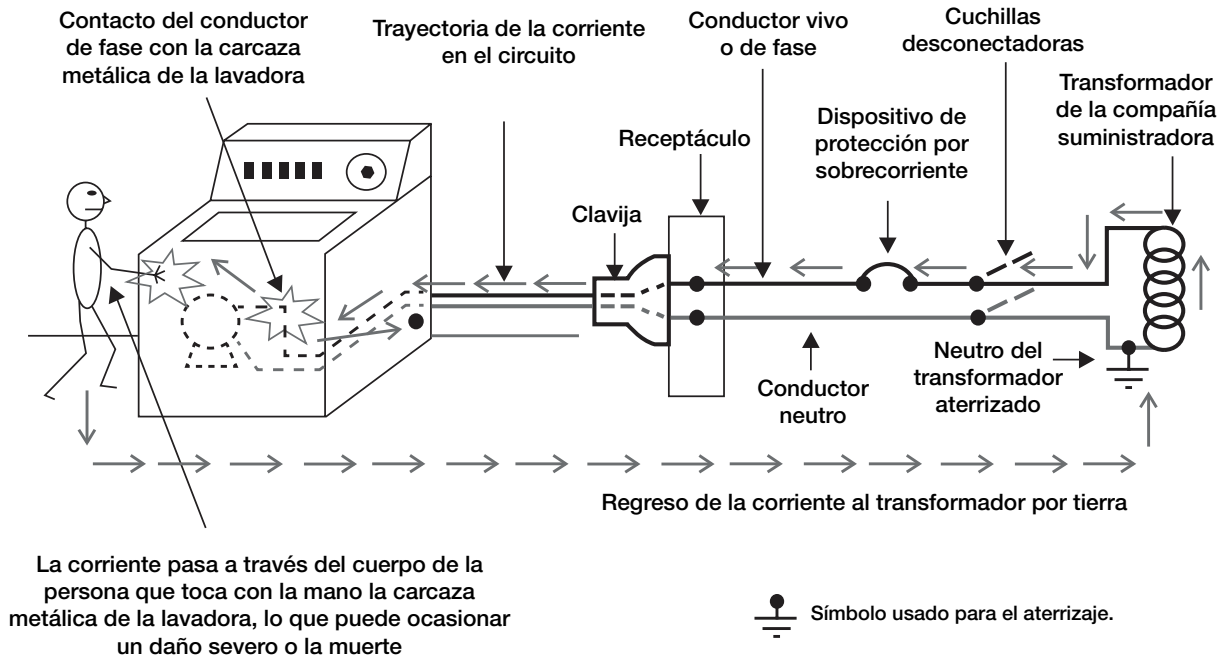 Contacto del conductor
de fase con la carcaza
metálica de la lavadora
Trayectoria de la corriente
en el circuito
Conductor vivo
o de fase
Cuchillas
desconectadoras
Transformador
de la compañía
suministradora
Dispositivo de
protección por
sobrecorriente
Receptáculo
Clavija
Conductor
neutro
Neutro del
transformador
aterrizado
Regreso de la corriente al transformador por tierra
La corriente pasa a través del cuerpo de la
persona que toca con la mano la carcaza
metálica de la lavadora, lo que puede ocasionar
un daño severo o la muerte
Símbolo usado para el aterrizaje.